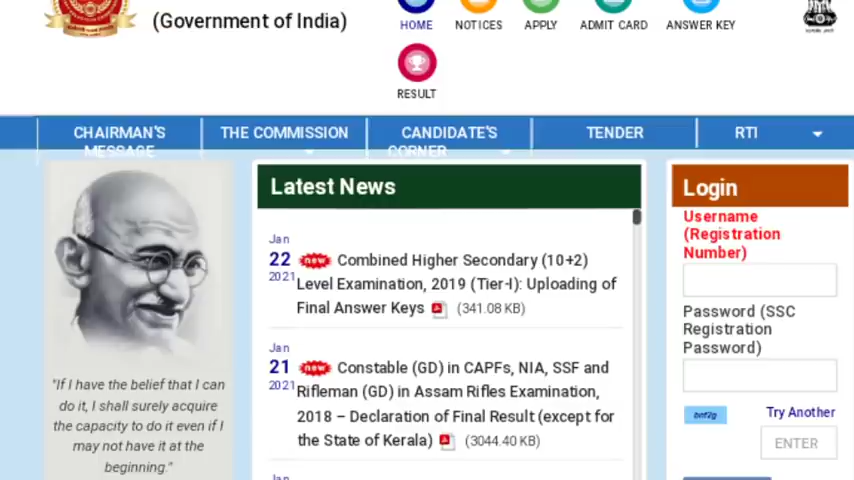 (Government of India)
HOME
NOTICES
APPLY
ADMIT CARD
ANSWER KEY
RESULT
CHAIRMAN'S
MESSAGE
THE COMMISSION
CANDIDATE'S
CORNER
TENDER
RTI
"If I have the belief that I can
do it, I shall surely acquire
the capacity to do it even if I
may not have it at the
beginning."
Latest News
Jan
22
2021
new Combined Higher Secondary (10+2)
Level Examination, 2019 (Tier-I): Uploading of
Final Answer Keys (341.08 KB)
Jan
21
2021
new Constable (GD) in CAPFs, NIA, SSF and
Rifleman (GD) in Assam Rifles Examination,
2018 – Declaration of Final Result (except for
the State of Kerala) (3044.40 KB)
Jan
Login
Username
(Registration
Number)
Password (SSC
Registration
Password)
bnf2g
Try Another
ENTER